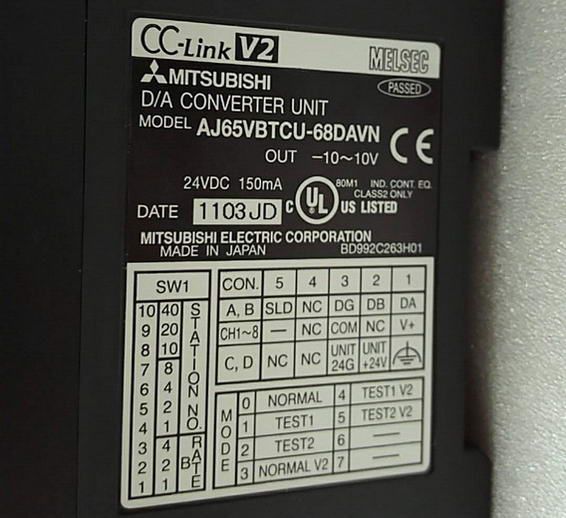 CC-Link V2 MELSEC
MITSUBISHI PASSED
D/A CONVERTER UNIT
MODEL AJ65VBTCU-68DAVN CE
OUT −10~10V
24VDC 150mA C UL US LISTED 80M1 IND. CONT. EQ.
CLASS2 ONLY
DATE 1103JD
MITSUBISHI ELECTRIC CORPORATION
MADE IN JAPAN BD992C263H01
SW1
10 40 STATION NO.
9 20
8 10
7 8
6 4
5 2
4 1
3 4 B RATE
2 2
1 1
CON. 5 4 3 2 1
A, B SLD NC DG DB DA
CH1~8 — NC COM NC V+
C, D NC NC UNIT 24G UNIT +24V
MODE
0 NORMAL 4 TEST1 V2
1 TEST1 5 TEST2 V2
2 TEST2 6 —
3 NORMAL V2 7 —